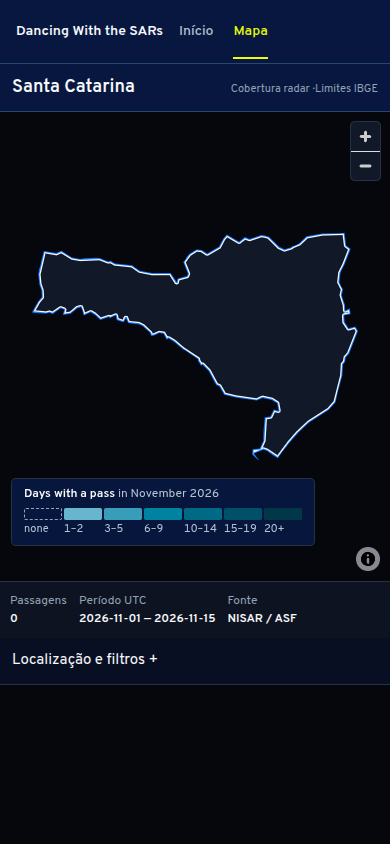 Dancing With the SARs Início Mapa
Santa Catarina
Cobertura radar · Limites IBGE
+
−
Days with a pass in November 2026
none 1–2 3–5 6–9 10–14 15–19 20+
Passagens Período UTC Fonte
0 2026-11-01 — 2026-11-15 NISAR / ASF
Localização e filtros +